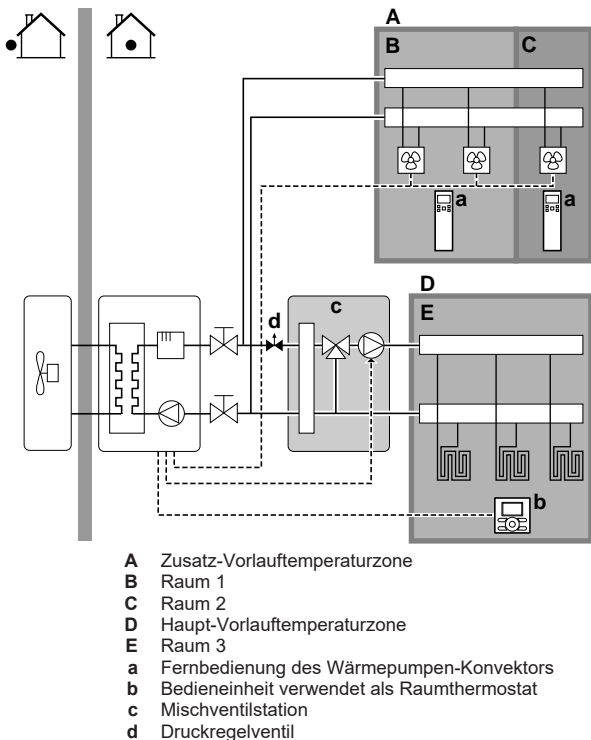 A
B
C
a
a
D
E
c
d
b
A Zusatz-Vorlauftemperaturzone
B Raum 1
C Raum 2
D Haupt-Vorlauftemperaturzone
E Raum 3
a Fernbedienung des Wärmepumpen-Konvektors
b Bedieneinheit verwendet als Raumthermostat
c Mischventilstation
d Druckregelventil